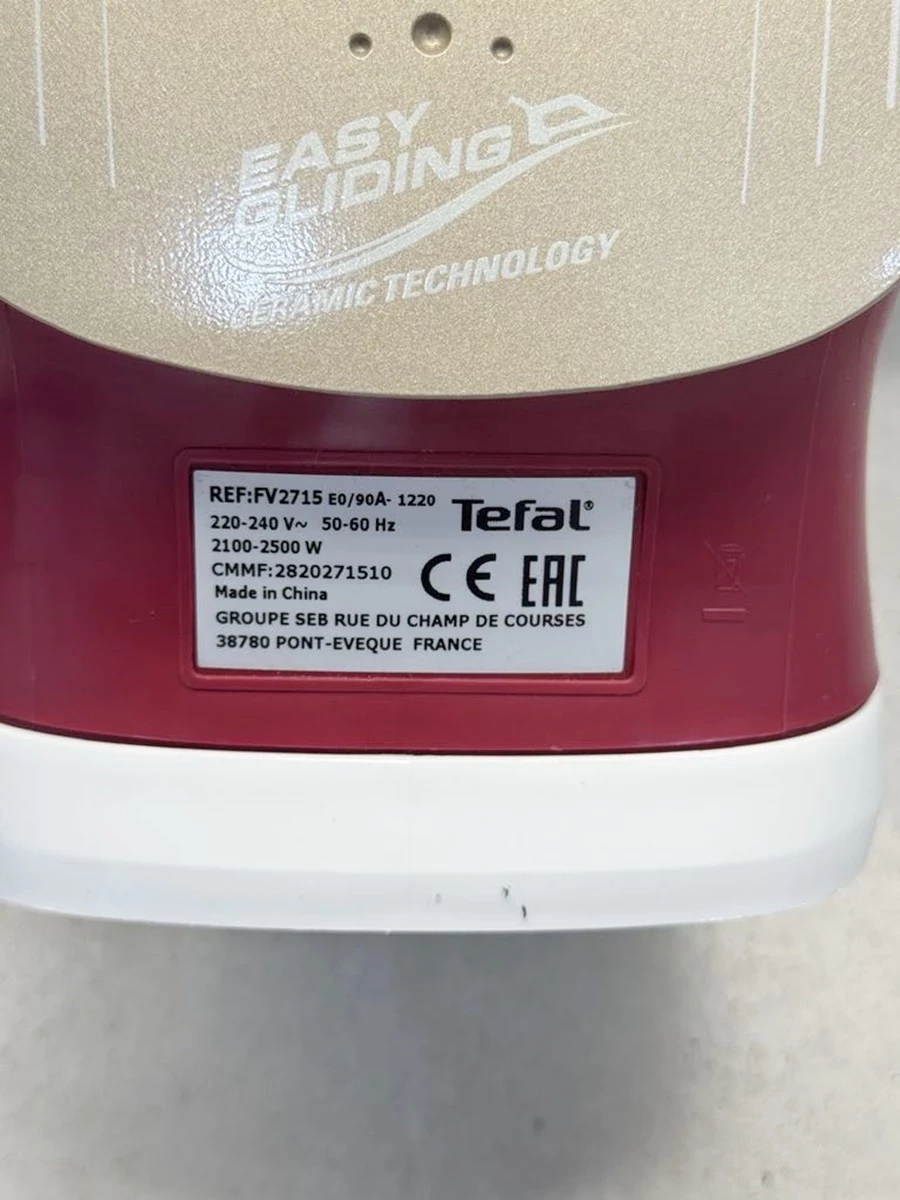 EASY
GLIDING
CERAMIC TECHNOLOGY
REF:FV2715 E0/90A- 1220
Tefal®
220-240 V~ 50-60 Hz
2100-2500 W
CMMF:2820271510
CE EAC
Made in China
GROUPE SEB RUE DU CHAMP DE COURSES
38780 PONT-EVEQUE FRANCE